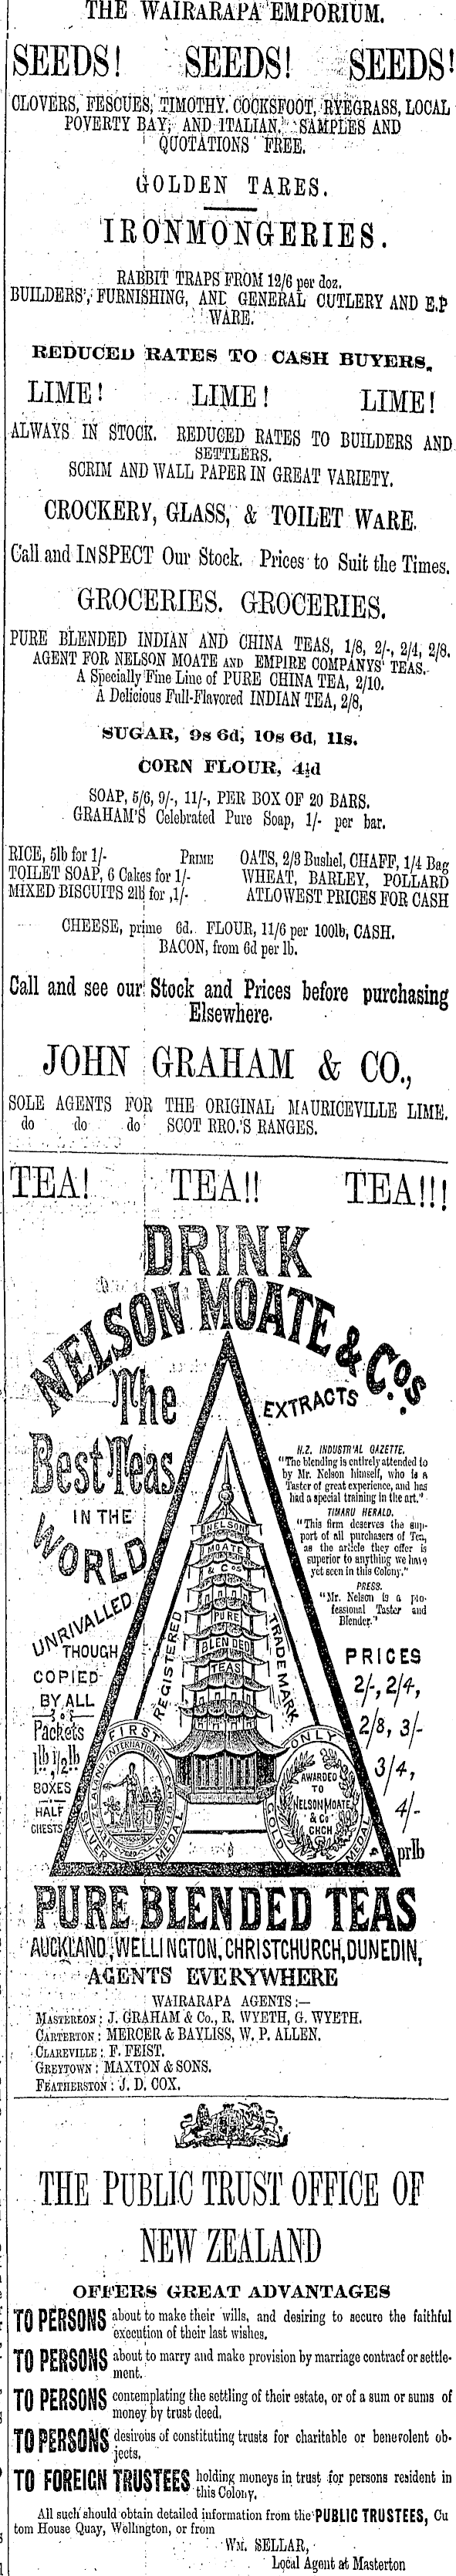 THE WAIRARAPA EMPORIUM.
SEEDS! SEEDS! SEEDS!
CLOVERS, FESCUES, TIMOTHY, COCKSFOOT, RYEGRASS, LOCAL
POVERTY BAY, AND ITALIAN. SAMPLES AND
QUOTATIONS FREE.
GOLDEN TARES.
IRONMONGERIES.
RABBIT TRAPS FROM 12/6 per doz.
BUILDERS', FURNISHING, AND GENERAL CUTLERY AND E.P
WARE.
REDUCED RATES TO CASH BUYERS.
LIME! LIME! LIME!
ALWAYS IN STOCK. REDUCED RATES TO BUILDERS AND
SETTLERS.
SCRIM AND WALL PAPER IN GREAT VARIETY.
CROCKERY, GLASS, & TOILET WARE.
Call and INSPECT Our Stock. Prices to Suit the Times.
GROCERIES. GROCERIES.
PURE BLENDED INDIAN AND CHINA TEAS, 1/8, 2/-, 2/4, 2/8.
AGENT FOR NELSON MOATE AND EMPIRE COMPANYS' TEAS.
A Specially Fine Line of PURE CHINA TEA, 2/10.
A Delicious Full-Flavored INDIAN TEA, 2/8,
SUGAR, 9s 6d, 10s 6d, 11s.
CORN FLOUR, 4½d
SOAP, 5/6, 9/-, 11/-, PER BOX OF 20 BARS.
GRAHAM'S Celebrated Pure Soap, 1/- per bar.
RICE, 5lb for 1/- PRIME OATS, 2/3 Bushel, CHAFF, 1/4 Bag
TOILET SOAP, 6 Cakes for 1/- WHEAT, BARLEY, POLLARD
MIXED BISCUITS 2lb for ,1/- AT LOWEST PRICES FOR CASH
CHEESE, prime 6d. FLOUR, 11/6 per 100lb, CASH.
BACON, from 6d per lb.
Call and see our Stock and Prices before purchasing
Elsewhere.
JOHN GRAHAM & CO.,
SOLE AGENTS FOR THE ORIGINAL MAURICEVILLE LIME.
do do do SCOT BRO.'S RANGES.
TEA! TEA!! TEA!!!
DRINK
NELSON MOATE & Co's
EXTRACTS
The
Best Teas
IN THE
WORLD
UNRIVALLED
THOUGH
COPIED
BY ALL
Packets
1lb ½lb
BOXES
HALF
CHESTS
N.Z. INDUSTRIAL GAZETTE.
"The blending is entirely attended to
by Mr. Nelson himself, who is a
Taster of great experience, and has
had a special training in the art."
TIMARU HERALD.
"This firm deserves the sup-
port of all purchasers of Tea,
as the article they offer is
superior to anything we have
yet seen in this Colony."
PRESS.
"Mr. Nelson is a pro-
fessional Taster and
Blender."
NELSON
MOATE
& CO
PURE
BLENDED
TEAS
REGISTERED
TRADE MARK
PRICES
2/-, 2/4,
2/8, 3/-
3/4,
4/-
pr lb
FIRST
SILVER MEDAL
ONLY
GOLD MEDAL
AWARDED
TO
NELSON MOATE
& Co
CHCH
PURE BLENDED TEAS
AUCKLAND, WELLINGTON, CHRISTCHURCH, DUNEDIN,
AGENTS EVERYWHERE
WAIRARAPA AGENTS:—
MASTERTON: J. GRAHAM & Co., R. WYETH, G. WYETH.
CARTERTON: MERCER & BAYLISS, W. P. ALLEN.
CLAREVILLE: F. FEIST.
GREYTOWN: MAXTON & SONS.
FEATHERSTON: J. D. COX.
THE PUBLIC TRUST OFFICE OF
NEW ZEALAND
OFFERS GREAT ADVANTAGES
TO PERSONS about to make their wills, and desiring to secure the faithful
execution of their last wishes.
TO PERSONS about to marry and make provision by marriage contract or settle-
ment.
TO PERSONS contemplating the settling of their estate, or of a sum or sums of
money by trust deed.
TO PERSONS desirous of constituting trusts for charitable or benevolent ob-
jects.
TO FOREIGN TRUSTEES holding moneys in trust for persons resident in
this Colony.
All such should obtain detailed information from the PUBLIC TRUSTEES, Cu
tom House Quay, Wellington, or from
WM. SELLAR,
Local Agent at Masterton